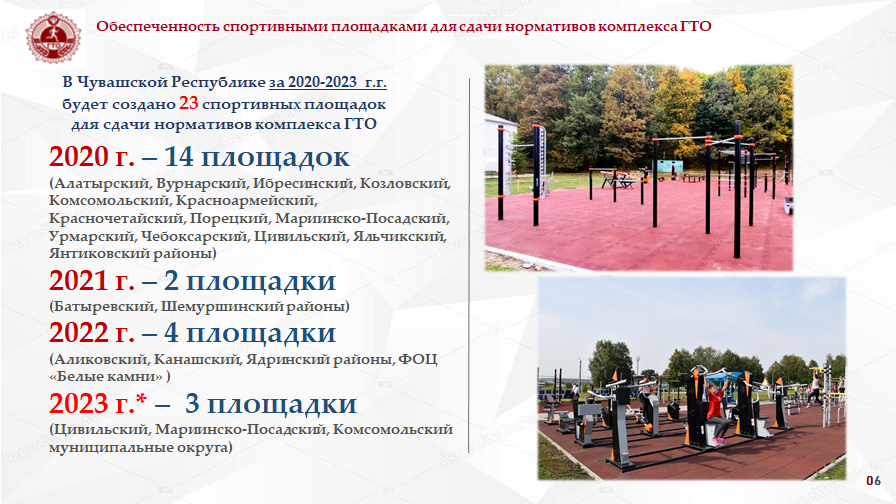 Обеспеченность спортивными площадками для сдачи нормативов комплекса ГТО
ГТО
В Чувашской Республике за 2020-2023 г.г.
будет создано 23 спортивных площадок
для сдачи нормативов комплекса ГТО
2020 г. – 14 площадок
(Алатырский, Вурнарский, Ибресинский, Козловский,
Комсомольский, Красноармейский,
Красночетайский, Порецкий, Мариинско-Посадский,
Урмарский, Чебоксарский, Цивильский, Яльчикский,
Янтиковский районы)
2021 г. – 2 площадки
(Батыревский, Шемуршинский районы)
2022 г. – 4 площадки
(Аликовский, Канашский, Ядринский районы, ФОЦ
«Белые камни» )
2023 г.* – 3 площадки
(Цивильский, Мариинско-Посадский, Комсомольский
муниципальные округа)
06